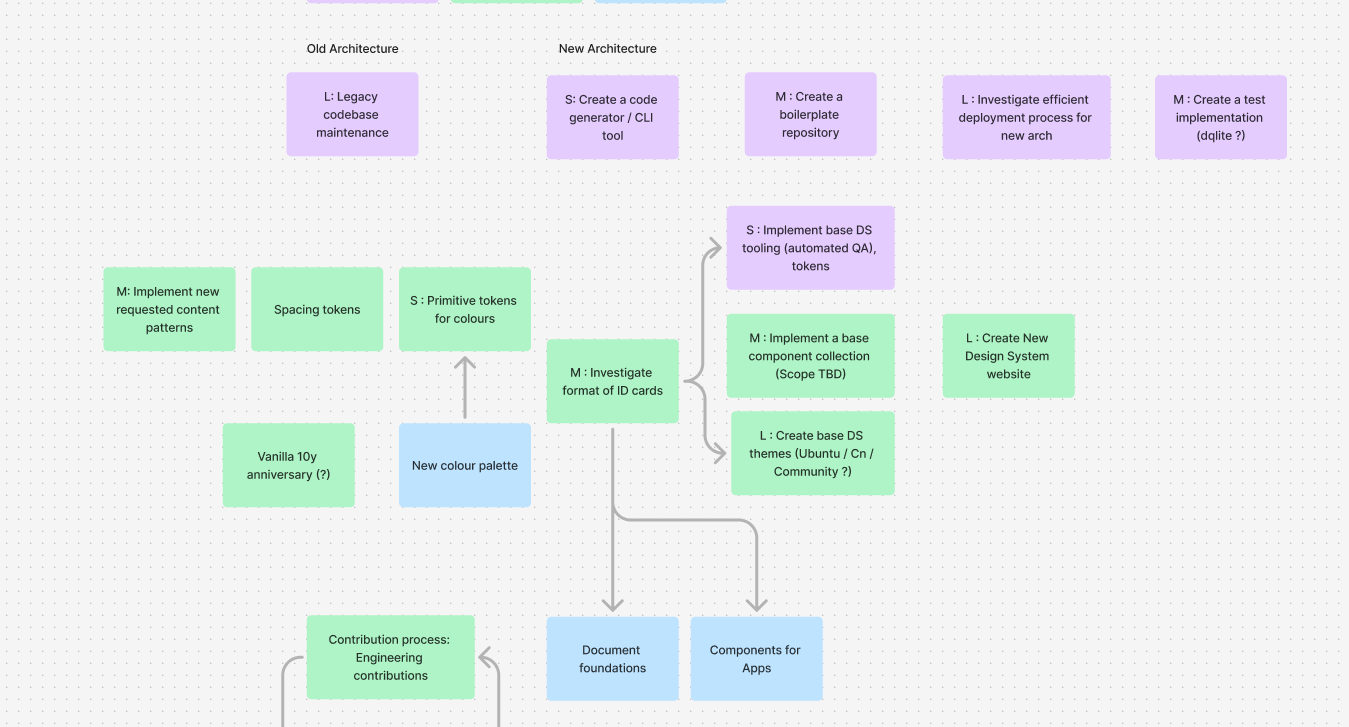 Old Architecture
New Architecture
L: Legacy
codebase
maintenance
S: Create a code
generator / CLI
tool
M : Create a
boilerplate
repository
L : Investigate efficient
deployment process for
new arch
M : Create a test
implementation
(dqlite ?)
S : Implement base DS
tooling (automated QA),
tokens
M: Implement new
requested content
patterns
Spacing tokens
S : Primitive tokens
for colours
M : Investigate
format of ID cards
M : Implement a base
component collection
(Scope TBD)
L : Create New
Design System
website
Vanilla 10y
anniversary (?)
New colour palette
L : Create base DS
themes (Ubuntu / Cn /
Community ?)
Contribution process:
Engineering
contributions
Document
foundations
Components for
Apps